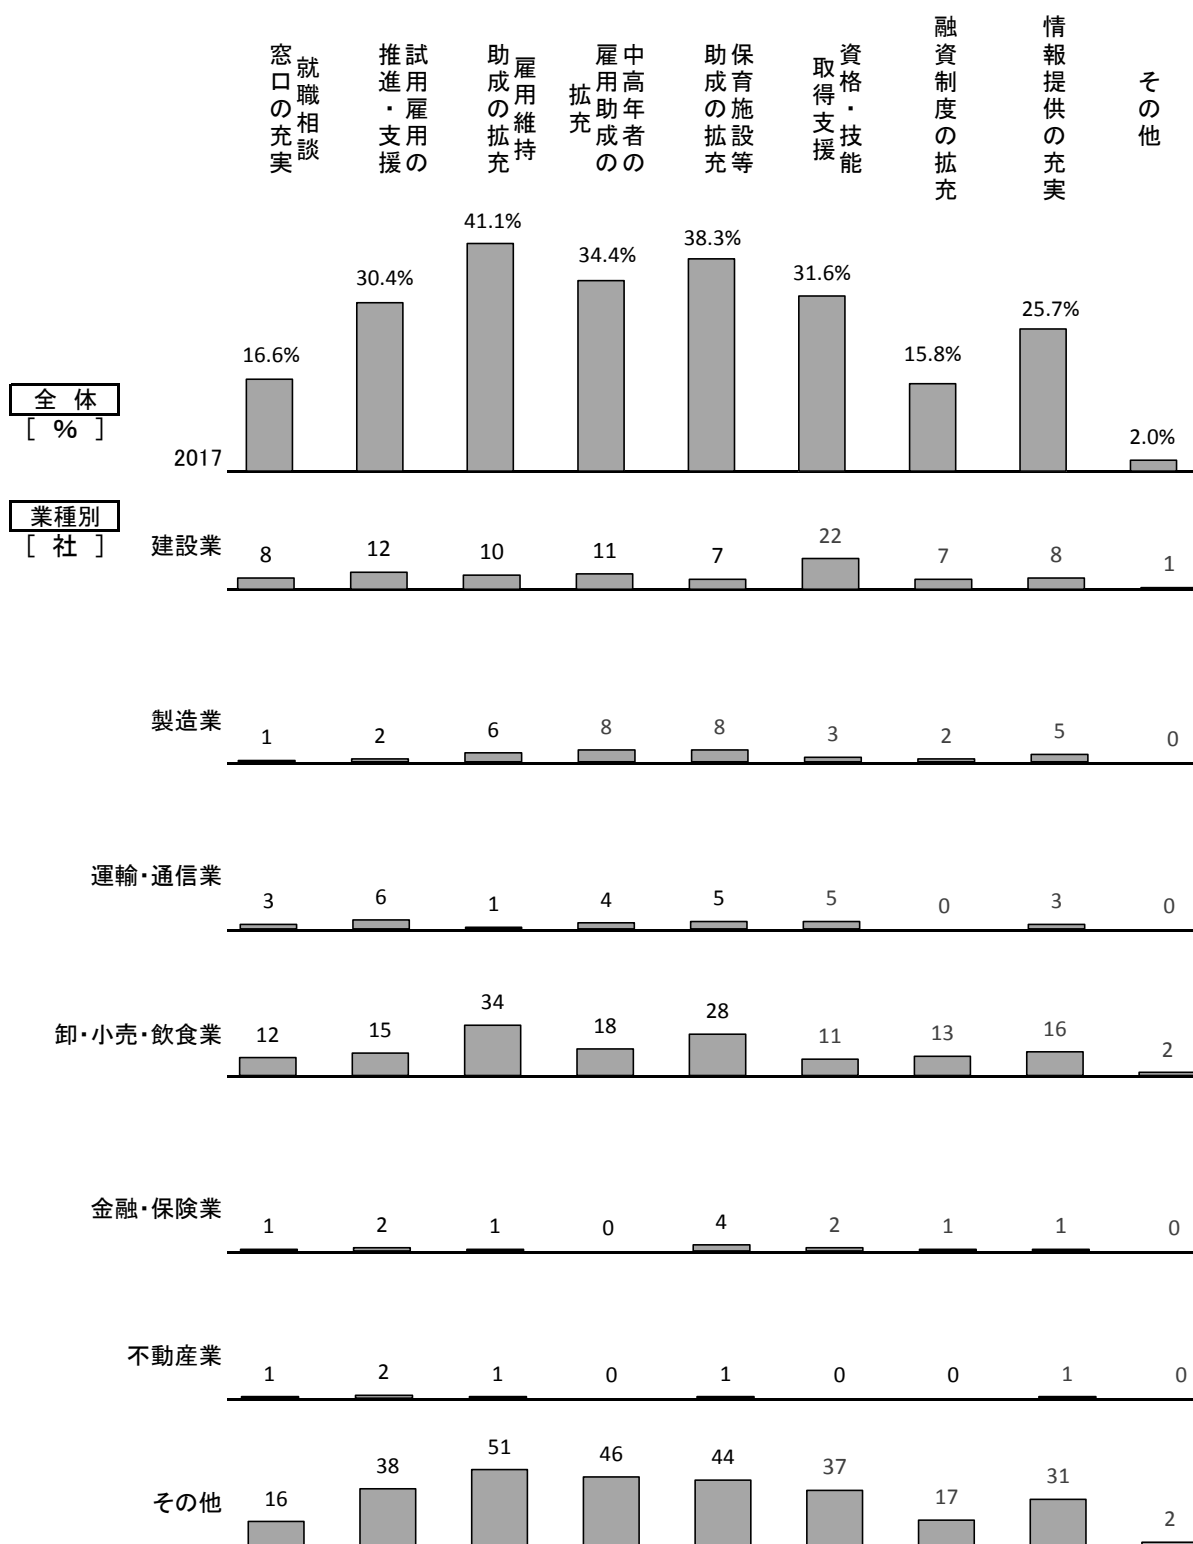 就職相談
窓口の充実
試用雇用の
推進・支援
雇用維持
助成の拡充
中高年者の
雇用助成の
拡充
保育施設等
助成の拡充
資格・技能
取得支援
融資制度の拡充
情報提供の充実
その他
全 体
[ % ]
2017
16.6% 30.4% 41.1% 34.4% 38.3% 31.6% 15.8% 25.7% 2.0%
業種別
[ 社 ]
建設業 8 12 10 11 7 22 7 8 1
製造業 1 2 6 8 8 3 2 5 0
運輸・通信業 3 6 1 4 5 5 0 3 0
卸・小売・飲食業 12 15 34 18 28 11 13 16 2
金融・保険業 1 2 1 0 4 2 1 1 0
不動産業 1 2 1 0 1 0 0 1 0
その他 16 38 51 46 44 37 17 31 2